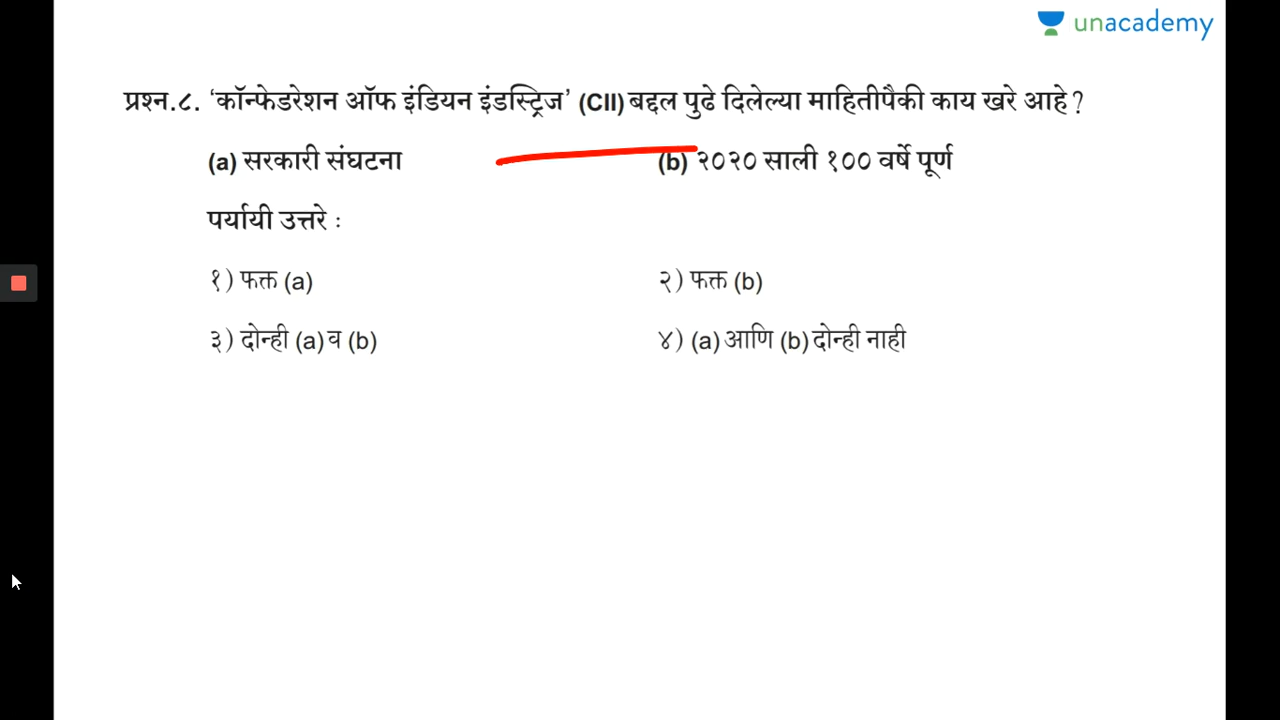 unacademy
प्रश्न.८. ‘कॉन्फेडरेशन ऑफ इंडियन इंडस्ट्रिज’ (CII) बद्दल पुढे दिलेल्या माहितीपैकी काय खरे आहे ?
(a) सरकारी संघटना (b) २०२० साली १०० वर्षे पूर्ण
पर्यायी उत्तरे :
१) फक्त (a) २) फक्त (b)
३) दोन्ही (a) व (b) ४) (a) आणि (b) दोन्ही नाही